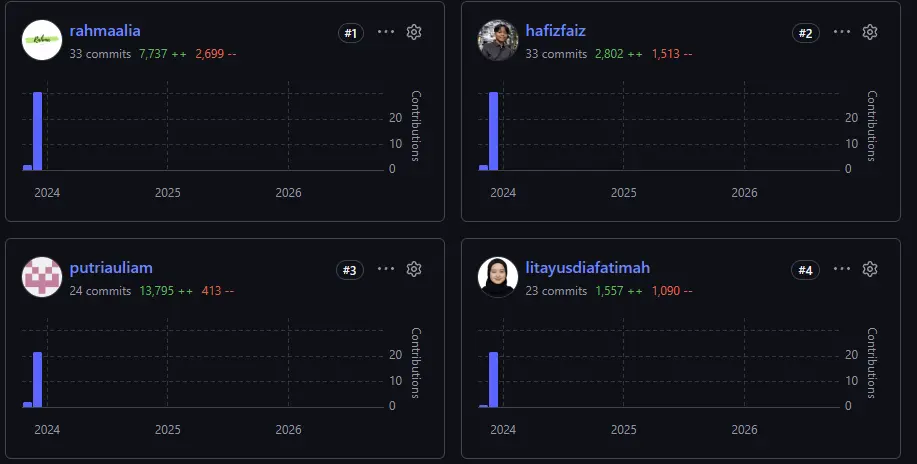 rahmaalia
#1
33 commits 7,737 ++ 2,699 --
Contributions
20
10
0
2024 2025 2026
hafizfaiz
#2
33 commits 2,802 ++ 1,513 --
Contributions
20
10
0
2024 2025 2026
putriauliam
#3
24 commits 13,795 ++ 413 --
Contributions
20
10
0
2024 2025 2026
litayusdiafatimah
#4
23 commits 1,557 ++ 1,090 --
Contributions
20
10
0
2024 2025 2026